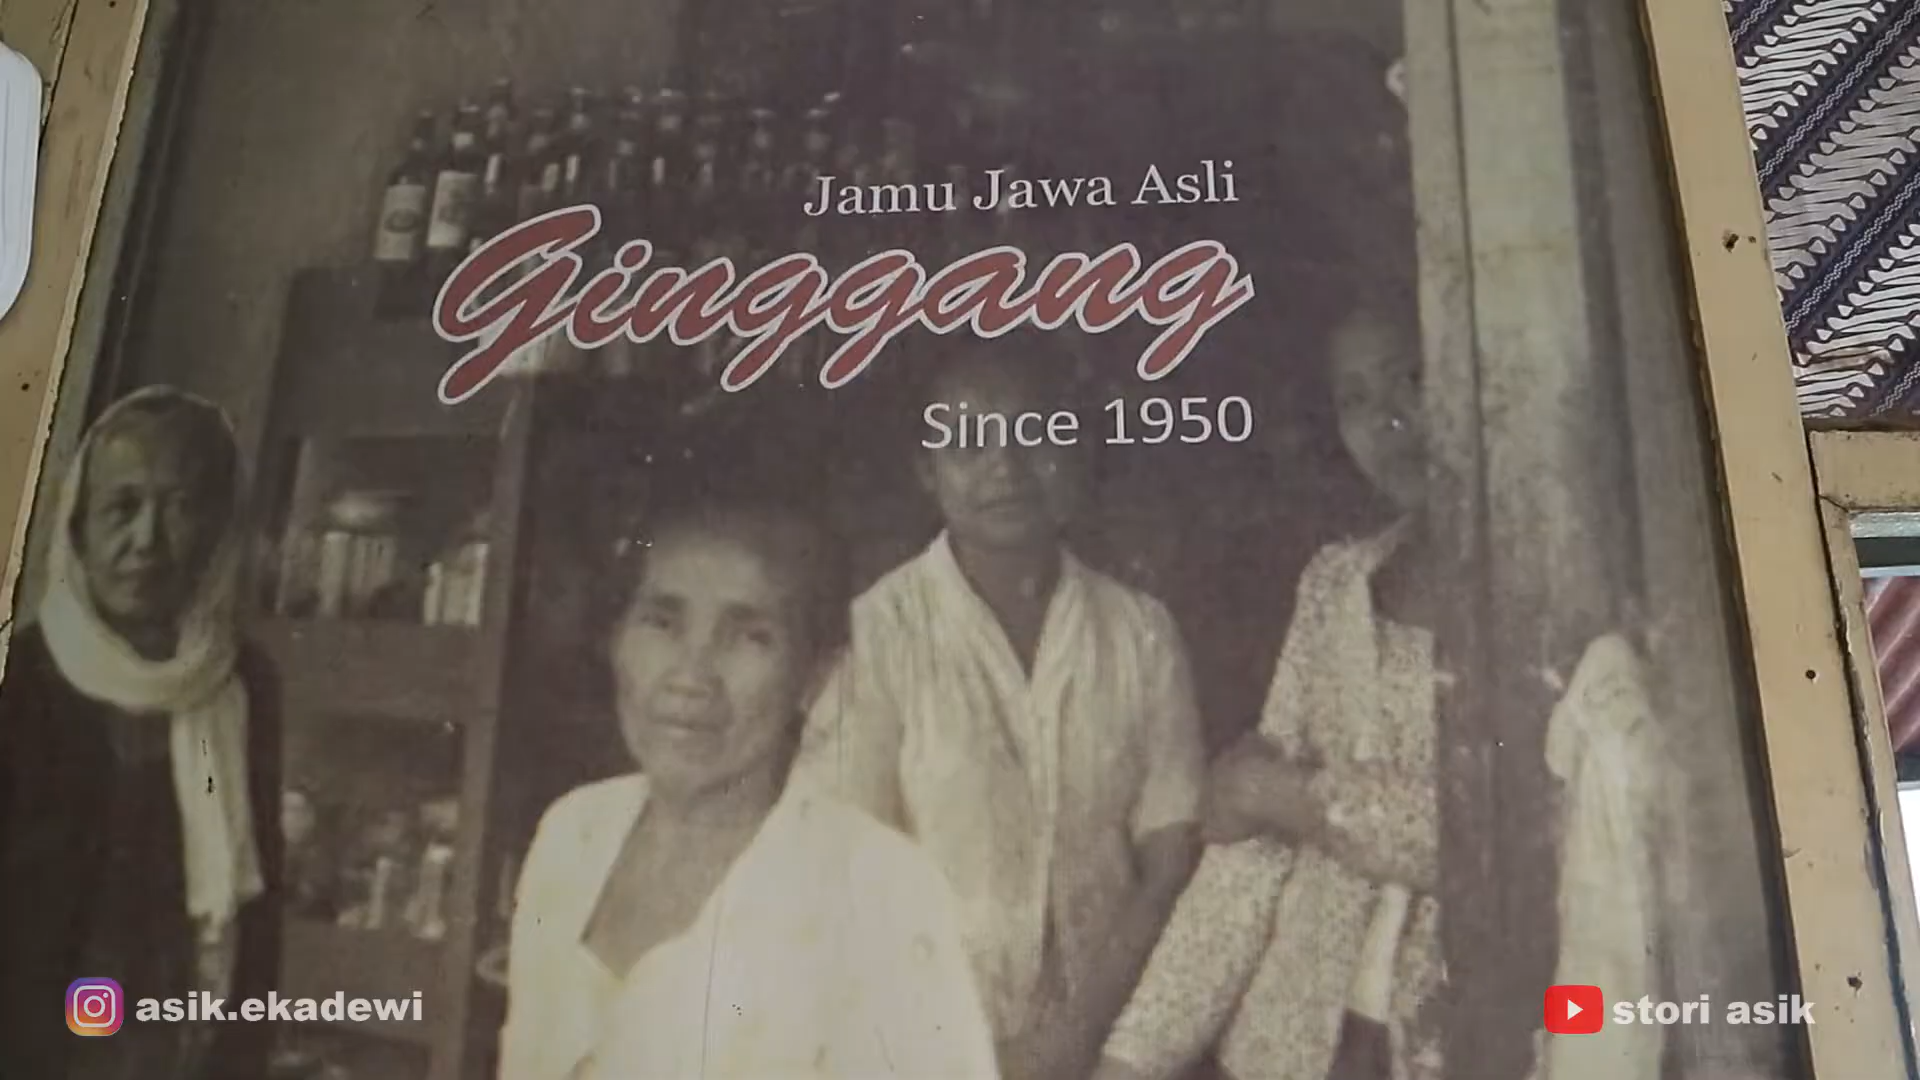 Jamu Jawa Asli
Ginggang
Since 1950
asik.ekadewi
stori asik